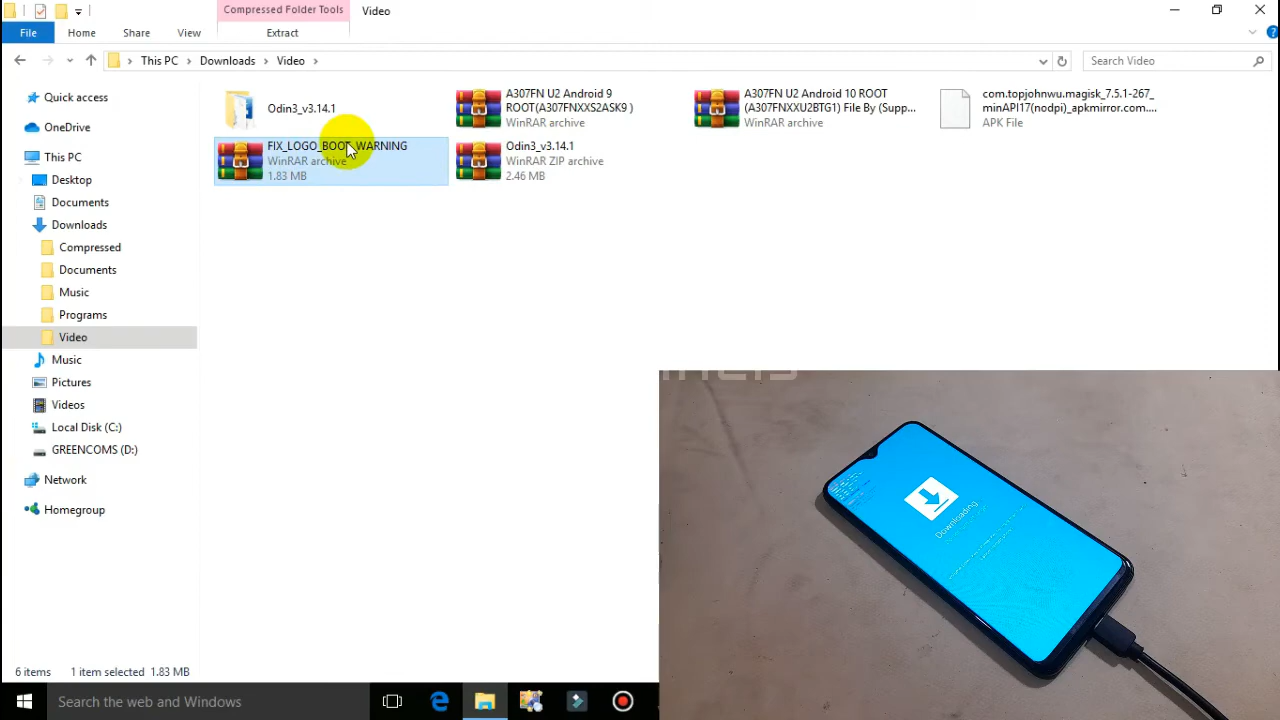 Compressed Folder Tools
Video
File
Home
Share
View
Extract
This PC
Downloads
Video
Search Video
Quick access
OneDrive
This PC
Desktop
Documents
Downloads
Compressed
Documents
Music
Programs
Video
Music
Pictures
Videos
Local Disk (C:)
GREENCOMS (D:)
Network
Homegroup
Odin3_v3.14.1
A307FN U2 Android 9
ROOT(A307FNXXS2ASK9 )
WinRAR archive
A307FN U2 Android 10 ROOT
(A307FNXXU2BTG1) File By (Supp...
WinRAR archive
com.topjohnwu.magisk_7.5.1-267_
minAPI17(nodpi)_apkmirror.com....
APK File
FIX_LOGO_BOOT_WARNING
WinRAR archive
1.83 MB
Odin3_v3.14.1
WinRAR ZIP archive
2.46 MB
Downloading
6 items
1 item selected 1.83 MB
Search the web and Windows